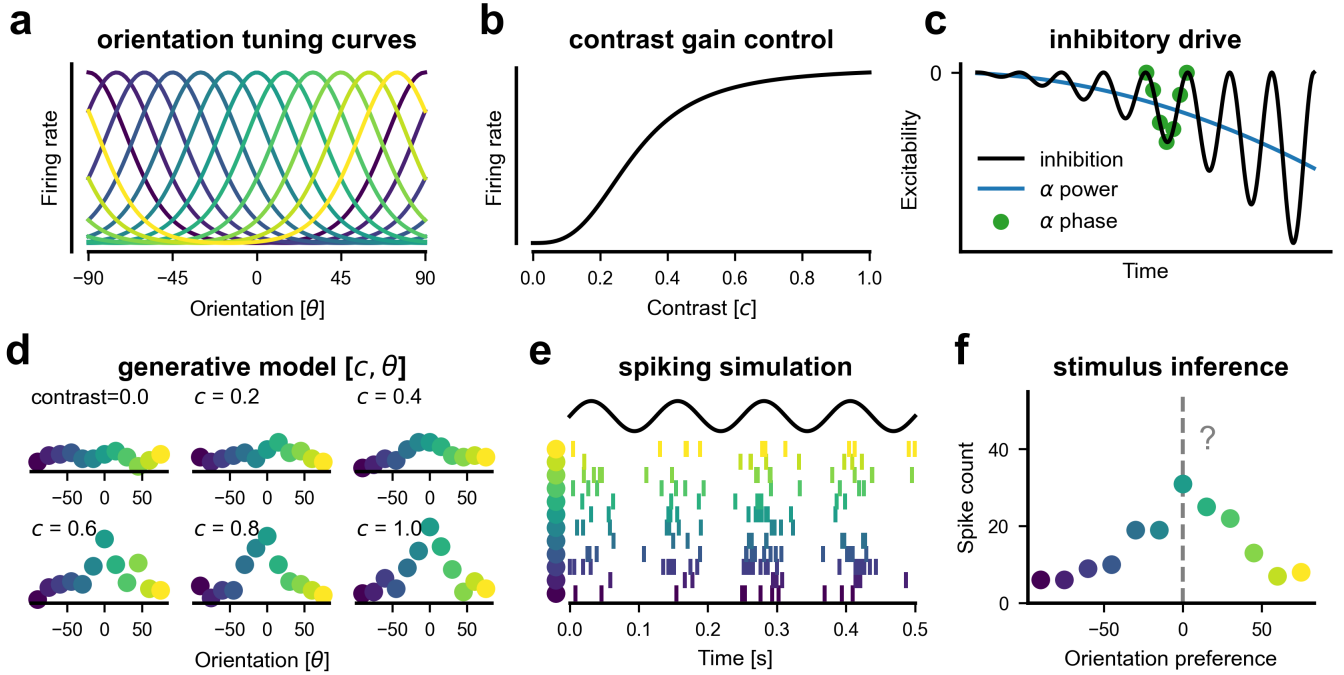 a
orientation tuning curves
Firing rate
−90
−45
0
45
90
Orientation [θ]
b
contrast gain control
Firing rate
0.0
0.2
0.4
0.6
0.8
1.0
Contrast [c]
c
inhibitory drive
0
Excitability
inhibition
α power
α phase
Time
d
generative model [c, θ]
contrast=0.0
c = 0.2
c = 0.4
−50
0
50
−50
0
50
−50
0
50
c = 0.6
c = 0.8
c = 1.0
−50
0
50
−50
0
50
−50
0
50
Orientation [θ]
e
spiking simulation
0.0
0.1
0.2
0.3
0.4
0.5
Time [s]
f
stimulus inference
?
Spike count
40
20
0
−50
0
50
Orientation preference